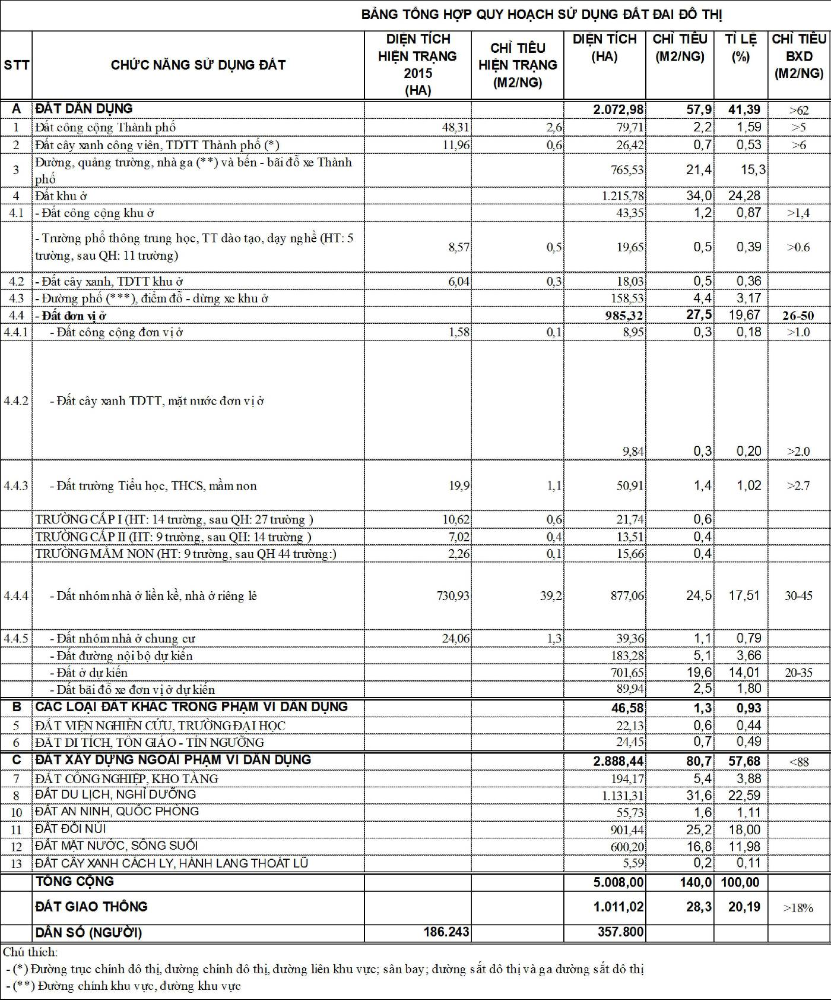 BẢNG TỔNG HỢP QUY HOẠCH SỬ DỤNG ĐẤT ĐAI ĐÔ THỊ
STT CHỨC NĂNG SỬ DỤNG ĐẤT DIỆN TÍCH HIỆN TRẠNG 2015 (HA) CHỈ TIÊU HIỆN TRẠNG (M2/NG) DIỆN TÍCH (HA) CHỈ TIÊU (M2/NG) TỈ LỆ (%) CHỈ TIÊU BXD (M2/NG)
A ĐẤT DÂN DỤNG 2.072,98 57,9 41,39 >62
1 Đất công cộng Thành phố 48,31 2,6 79,71 2,2 1,59 >5
2 Đất cây xanh công viên, TDTT Thành phố (*) 11,96 0,6 26,42 0,7 0,53 >6
3 Đường, quảng trường, nhà ga (**) và bến - bãi đỗ xe Thành phố 765,53 21,4 15,3
4 Đất khu ở 1.215,78 34,0 24,28
4.1 - Đất công cộng khu ở 43,35 1,2 0,87 >1,4
- Trường phổ thông trung học, TT đào tạo, dạy nghề (HT: 5 trường, sau QH: 11 trường) 8,57 0,5 19,65 0,5 0,39 >0.6
4.2 - Đất cây xanh, TDTT khu ở 6,04 0,3 18,03 0,5 0,36
4.3 - Đường phố (***), điểm đỗ - dừng xe khu ở 158,53 4,4 3,17
4.4 - Đất đơn vị ở 985,32 27,5 19,67 26-50
4.4.1 - Đất công cộng đơn vị ở 1,58 0,1 8,95 0,3 0,18 >1.0
4.4.2 - Đất cây xanh TDTT, mặt nước đơn vị ở 9,84 0,3 0,20 >2.0
4.4.3 - Đất trường Tiểu học, THCS, mầm non 19,9 1,1 50,91 1,4 1,02 >2.7
TRƯỜNG CẤP I (HT: 14 trường, sau QH: 27 trường ) 10,62 0,6 21,74 0,6
TRƯỜNG CẤP II (HT: 9 trường, sau QH: 14 trường ) 7,02 0,4 13,51 0,4
TRƯỜNG MẦM NON (HT: 9 trường, sau QH 44 trường:) 2,26 0,1 15,66 0,4
4.4.4 - Đất nhóm nhà ở liền kề, nhà ở riêng lẻ 730,93 39,2 877,06 24,5 17,51 30-45
4.4.5 - Đất nhóm nhà ở chung cư 24,06 1,3 39,36 1,1 0,79
- Đất đường nội bộ dự kiến 183,28 5,1 3,66
- Đất ở dự kiến 701,65 19,6 14,01 20-35
- Đất bãi đỗ xe đơn vị ở dự kiến 89,94 2,5 1,80
B CÁC LOẠI ĐẤT KHÁC TRONG PHẠM VI DÂN DỤNG 46,58 1,3 0,93
5 ĐẤT VIỆN NGHIÊN CỨU, TRƯỜNG ĐẠI HỌC 22,13 0,6 0,44
6 ĐẤT DI TÍCH, TÔN GIÁO - TÍN NGƯỠNG 24,45 0,7 0,49
C ĐẤT XÂY DỰNG NGOÀI PHẠM VI DÂN DỤNG 2.888,44 80,7 57,68 <88
7 ĐẤT CÔNG NGHIỆP, KHO TÀNG 194,17 5,4 3,88
8 ĐẤT DU LỊCH, NGHỈ DƯỠNG 1.131,31 31,6 22,59
10 ĐẤT AN NINH, QUỐC PHÒNG 55,73 1,6 1,11
11 ĐẤT ĐỒI NÚI 901,44 25,2 18,00
12 ĐẤT MẶT NƯỚC, SÔNG SUỐI 600,20 16,8 11,98
13 ĐẤT CÂY XANH CÁCH LY, HÀNH LANG THOÁT LŨ 5,59 0,2 0,11
TỔNG CỘNG 5.008,00 140,0 100,00
ĐẤT GIAO THÔNG 1.011,02 28,3 20,19 >18%
DÂN SỐ (NGƯỜI) 186.243 357.800
Chú thích:
- (*) Đường trục chính đô thị, đường chính đô thị, đường liên khu vực; sân bay; đường sắt đô thị và ga đường sắt đô thị
- (**) Đường chính khu vực, đường khu vực